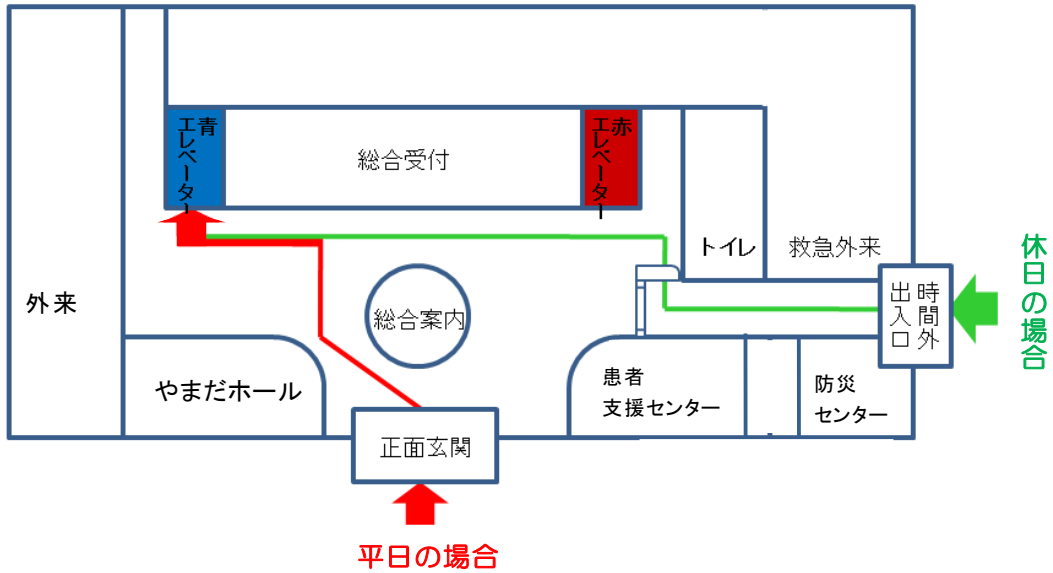 青
エレベーター
総合受付
赤
エレベーター
トイレ
救急外来
休日の場合
外来
総合案内
時間外
出入口
やまだホール
患者
支援センター
防災
センター
正面玄関
平日の場合